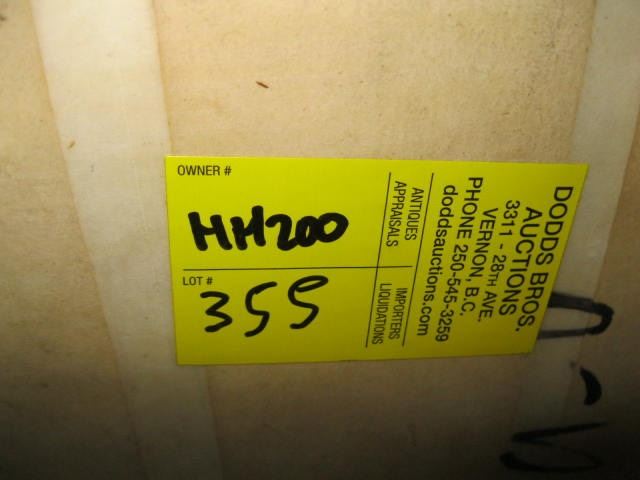 OWNER #
HH200
LOT #
355
ANTIQUES
APPRAISALS
IMPORTERS
LIQUIDATIONS
DODDS BROS.
AUCTIONS
3311 - 28TH AVE.
VERNON, B.C.
PHONE 250-545-3259
doddsauctions.com